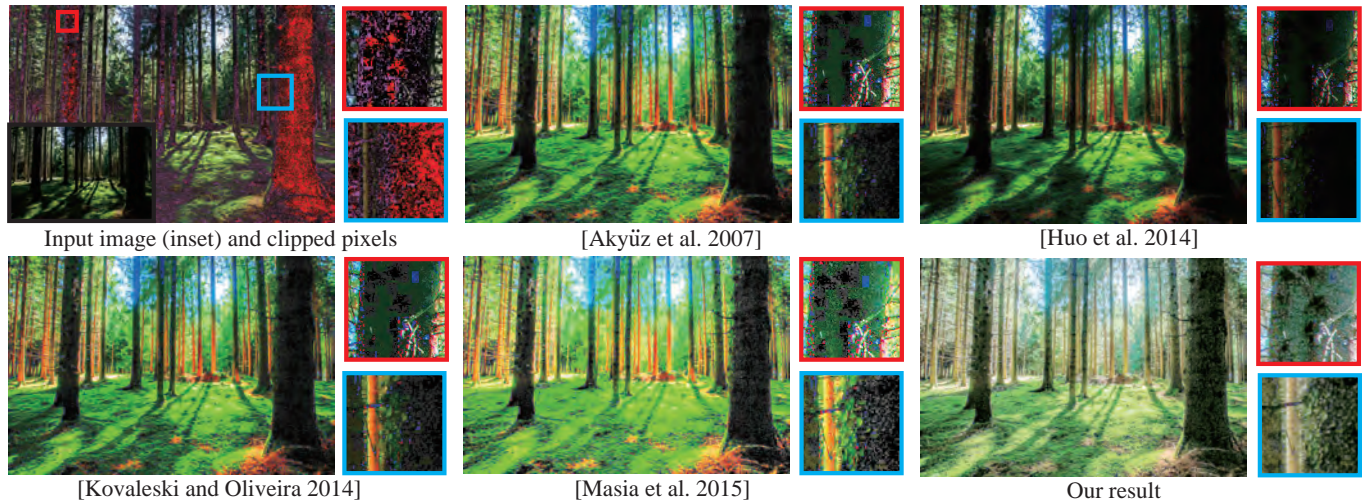 Input image (inset) and clipped pixels
[Akyüz et al. 2007]
[Huo et al. 2014]
[Kovaleski and Oliveira 2014]
[Masia et al. 2015]
Our result